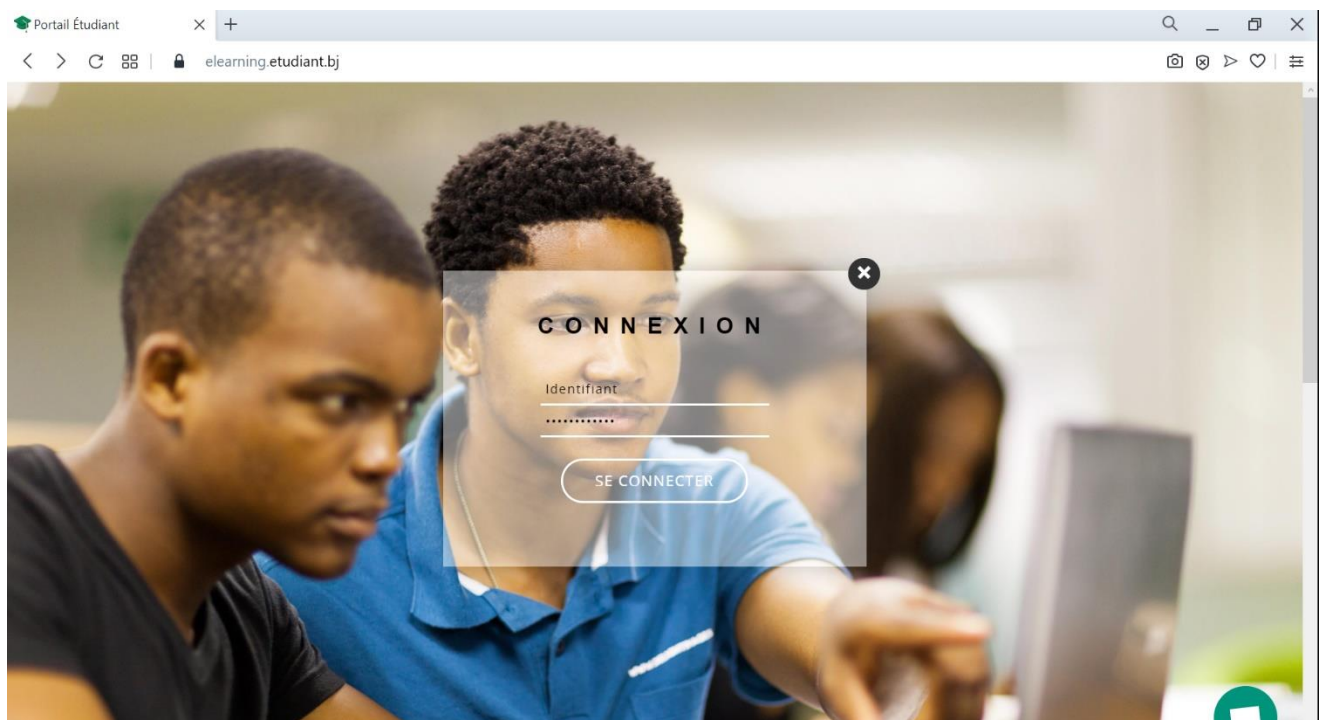 Portail Étudiant
elearning.etudiant.bj
CONNEXION
Identifiant
••••••••••••
SE CONNECTER